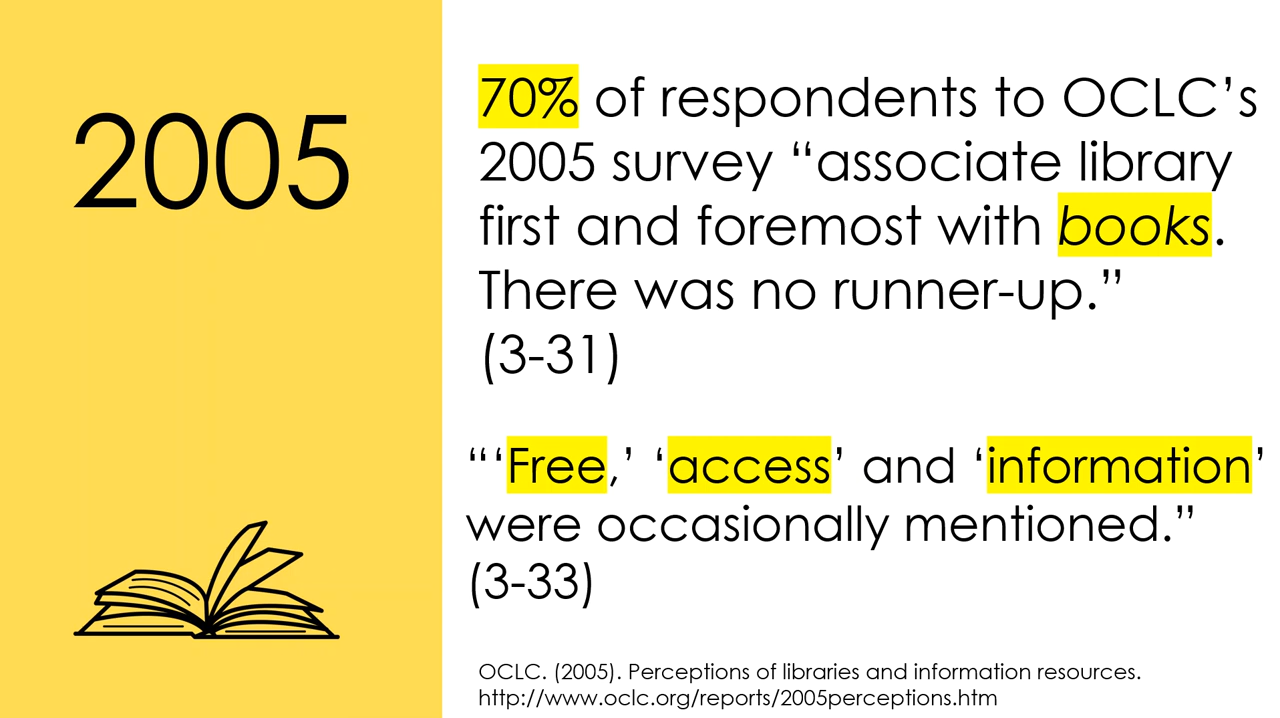 2005
70% of respondents to OCLC’s
2005 survey “associate library
first and foremost with books.
There was no runner-up.”
(3-31)
“‘Free,’ ‘access’ and ‘information’
were occasionally mentioned.”
(3-33)
OCLC. (2005). Perceptions of libraries and information resources.
http://www.oclc.org/reports/2005perceptions.htm